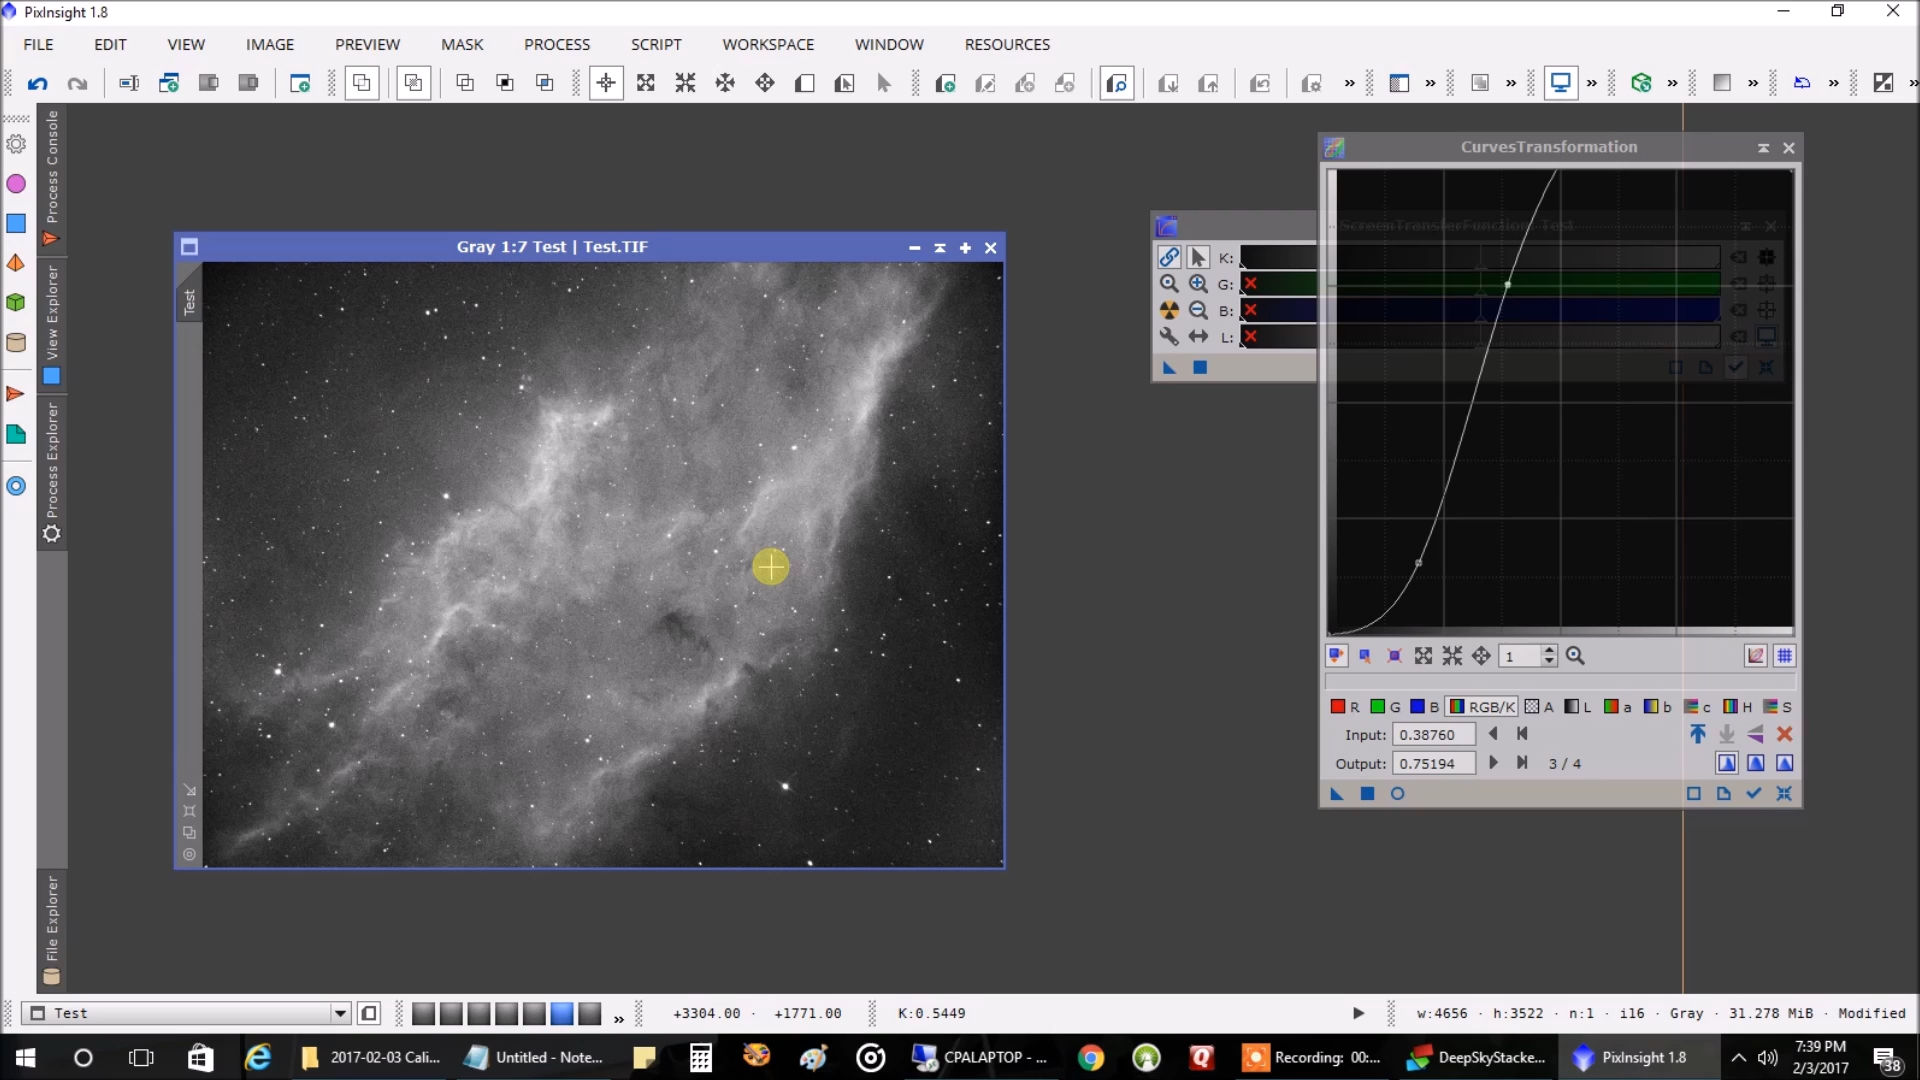 PixInsight 1.8
FILE EDIT VIEW IMAGE PREVIEW MASK PROCESS SCRIPT WORKSPACE WINDOW RESOURCES
Process Console
View Explorer
Process Explorer
File Explorer
Gray 1:7 Test | Test.TIF
Test
ScreenTransferFunction: Test
K:
G:
B:
L:
CurvesTransformation
1
R G B RGB/K A L a b c H S
Input: 0.38760
Output: 0.75194 3 / 4
Test +3304.00 · +1771.00 K:0.5449 w:4656 · h:3522 · n:1 · i16 · Gray · 31.278 MiB · Modified
2017-02-03 Cali... Untitled - Note... CPALAPTOP - ... Recording: 00:... DeepSkyStacke... PixInsight 1.8
7:39 PM
2/3/2017
38